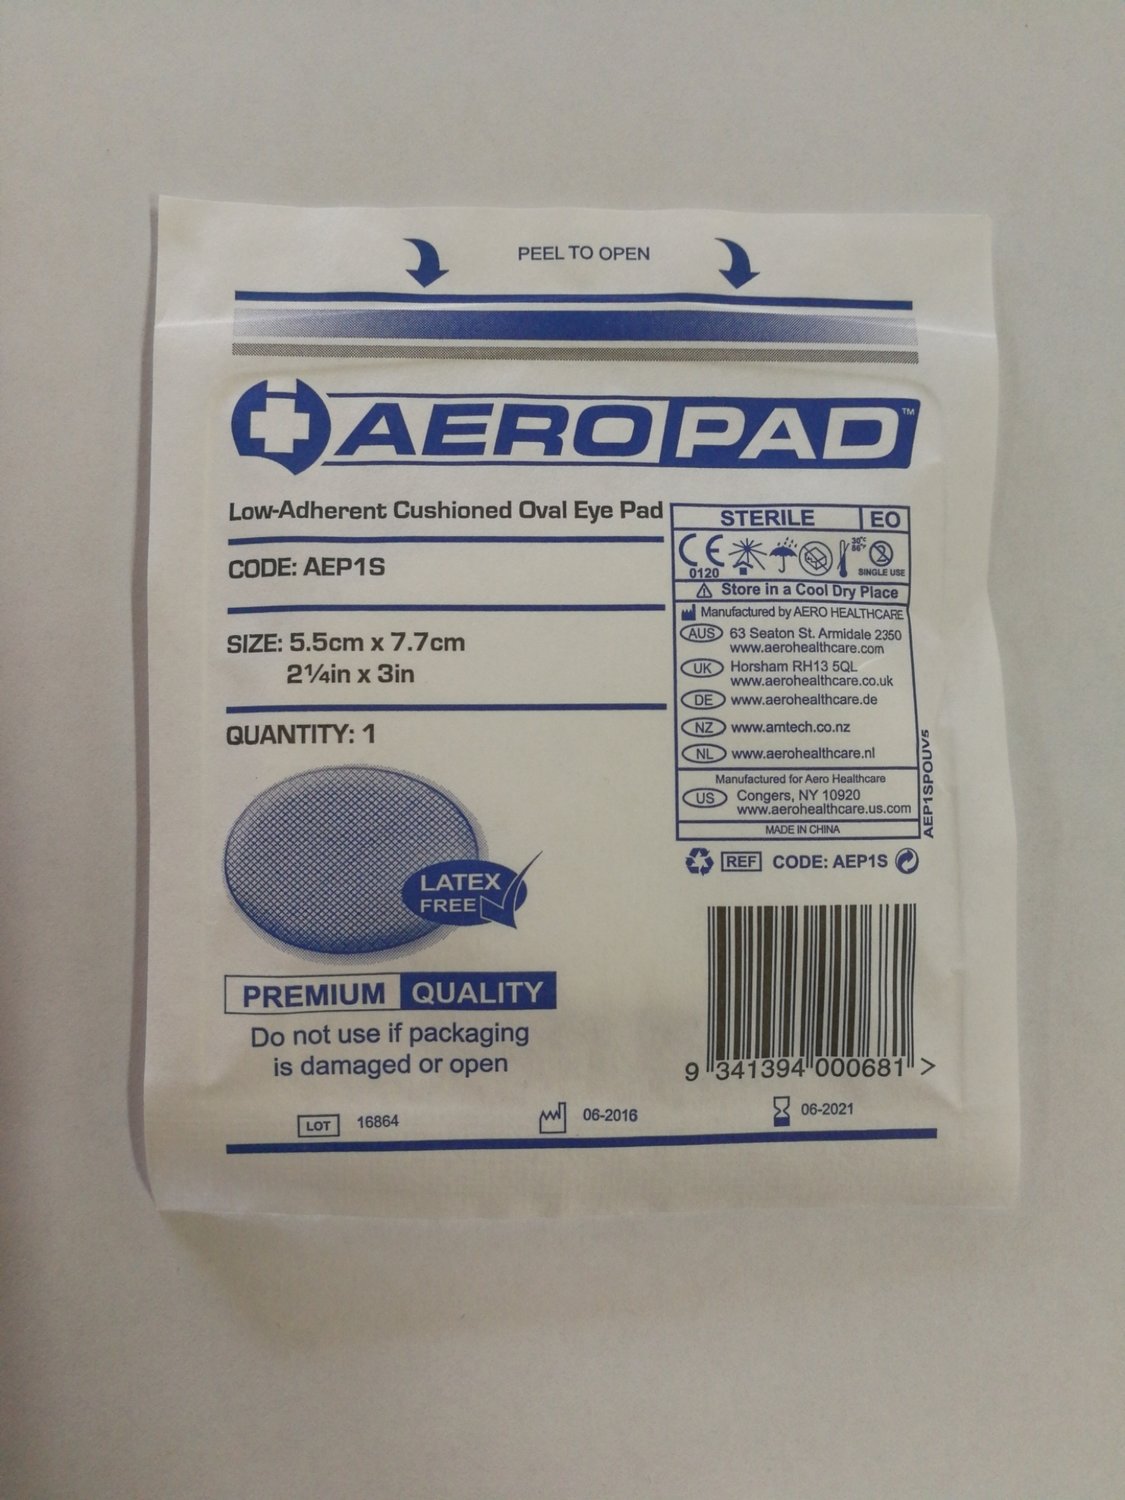 PEEL TO OPEN
AEROPAD™
Low-Adherent Cushioned Oval Eye Pad
CODE: AEP1S
SIZE: 5.5cm x 7.7cm
2¼in x 3in
QUANTITY: 1
LATEX
FREE
PREMIUM QUALITY
Do not use if packaging
is damaged or open
STERILE EO
CE
0120
30°C
86°F
SINGLE USE
Store in a Cool Dry Place
Manufactured by AERO HEALTHCARE
AUS 63 Seaton St. Armidale 2350
www.aerohealthcare.com
UK Horsham RH13 5QL
www.aerohealthcare.co.uk
DE www.aerohealthcare.de
NZ www.amtech.co.nz
NL www.aerohealthcare.nl
Manufactured for Aero Healthcare
US Congers, NY 10920
www.aerohealthcare.us.com
MADE IN CHINA
AEP1SPOUV5
REF CODE: AEP1S
9 341394 000681 >
LOT 16864
06-2016
06-2021